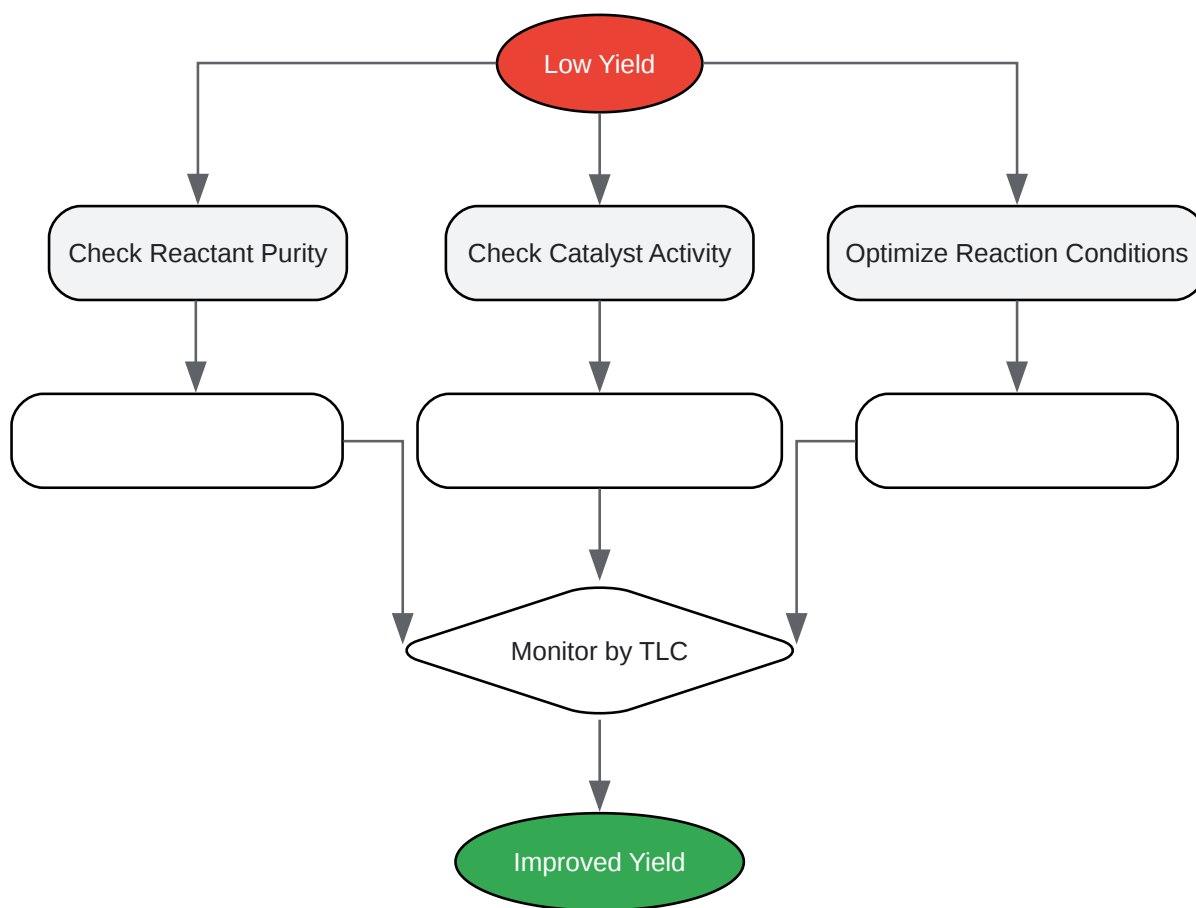 Low Yield
Check Reactant Purity
Check Catalyst Activity
Optimize Reaction Conditions
Monitor by TLC
Improved Yield